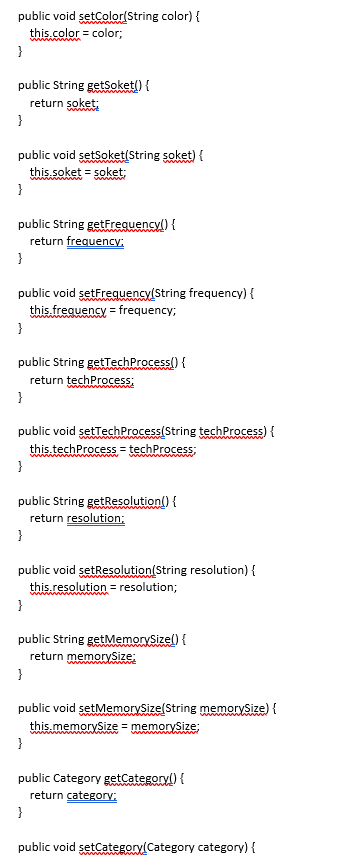 public void setColor(String color) {
this.color = color;
}
public String getSoket() {
return soket;
}
public void setSoket(String soket) {
this.soket = soket;
}
public String getFrequency() {
return frequency;
}
public void setFrequency(String frequency) {
this.frequency = frequency;
}
public String getTechProcess() {
return techProcess;
}
public void setTechProcess(String techProcess) {
this.techProcess = techProcess;
}
public String getResolution() {
return resolution;
}
public void setResolution(String resolution) {
this.resolution = resolution;
}
public String getMemorySize() {
return memorySize;
}
public void setMemorySize(String memorySize) {
this.memorySize = memorySize;
}
public Category getCategory() {
return category;
}
public void setCategory(Category category) {